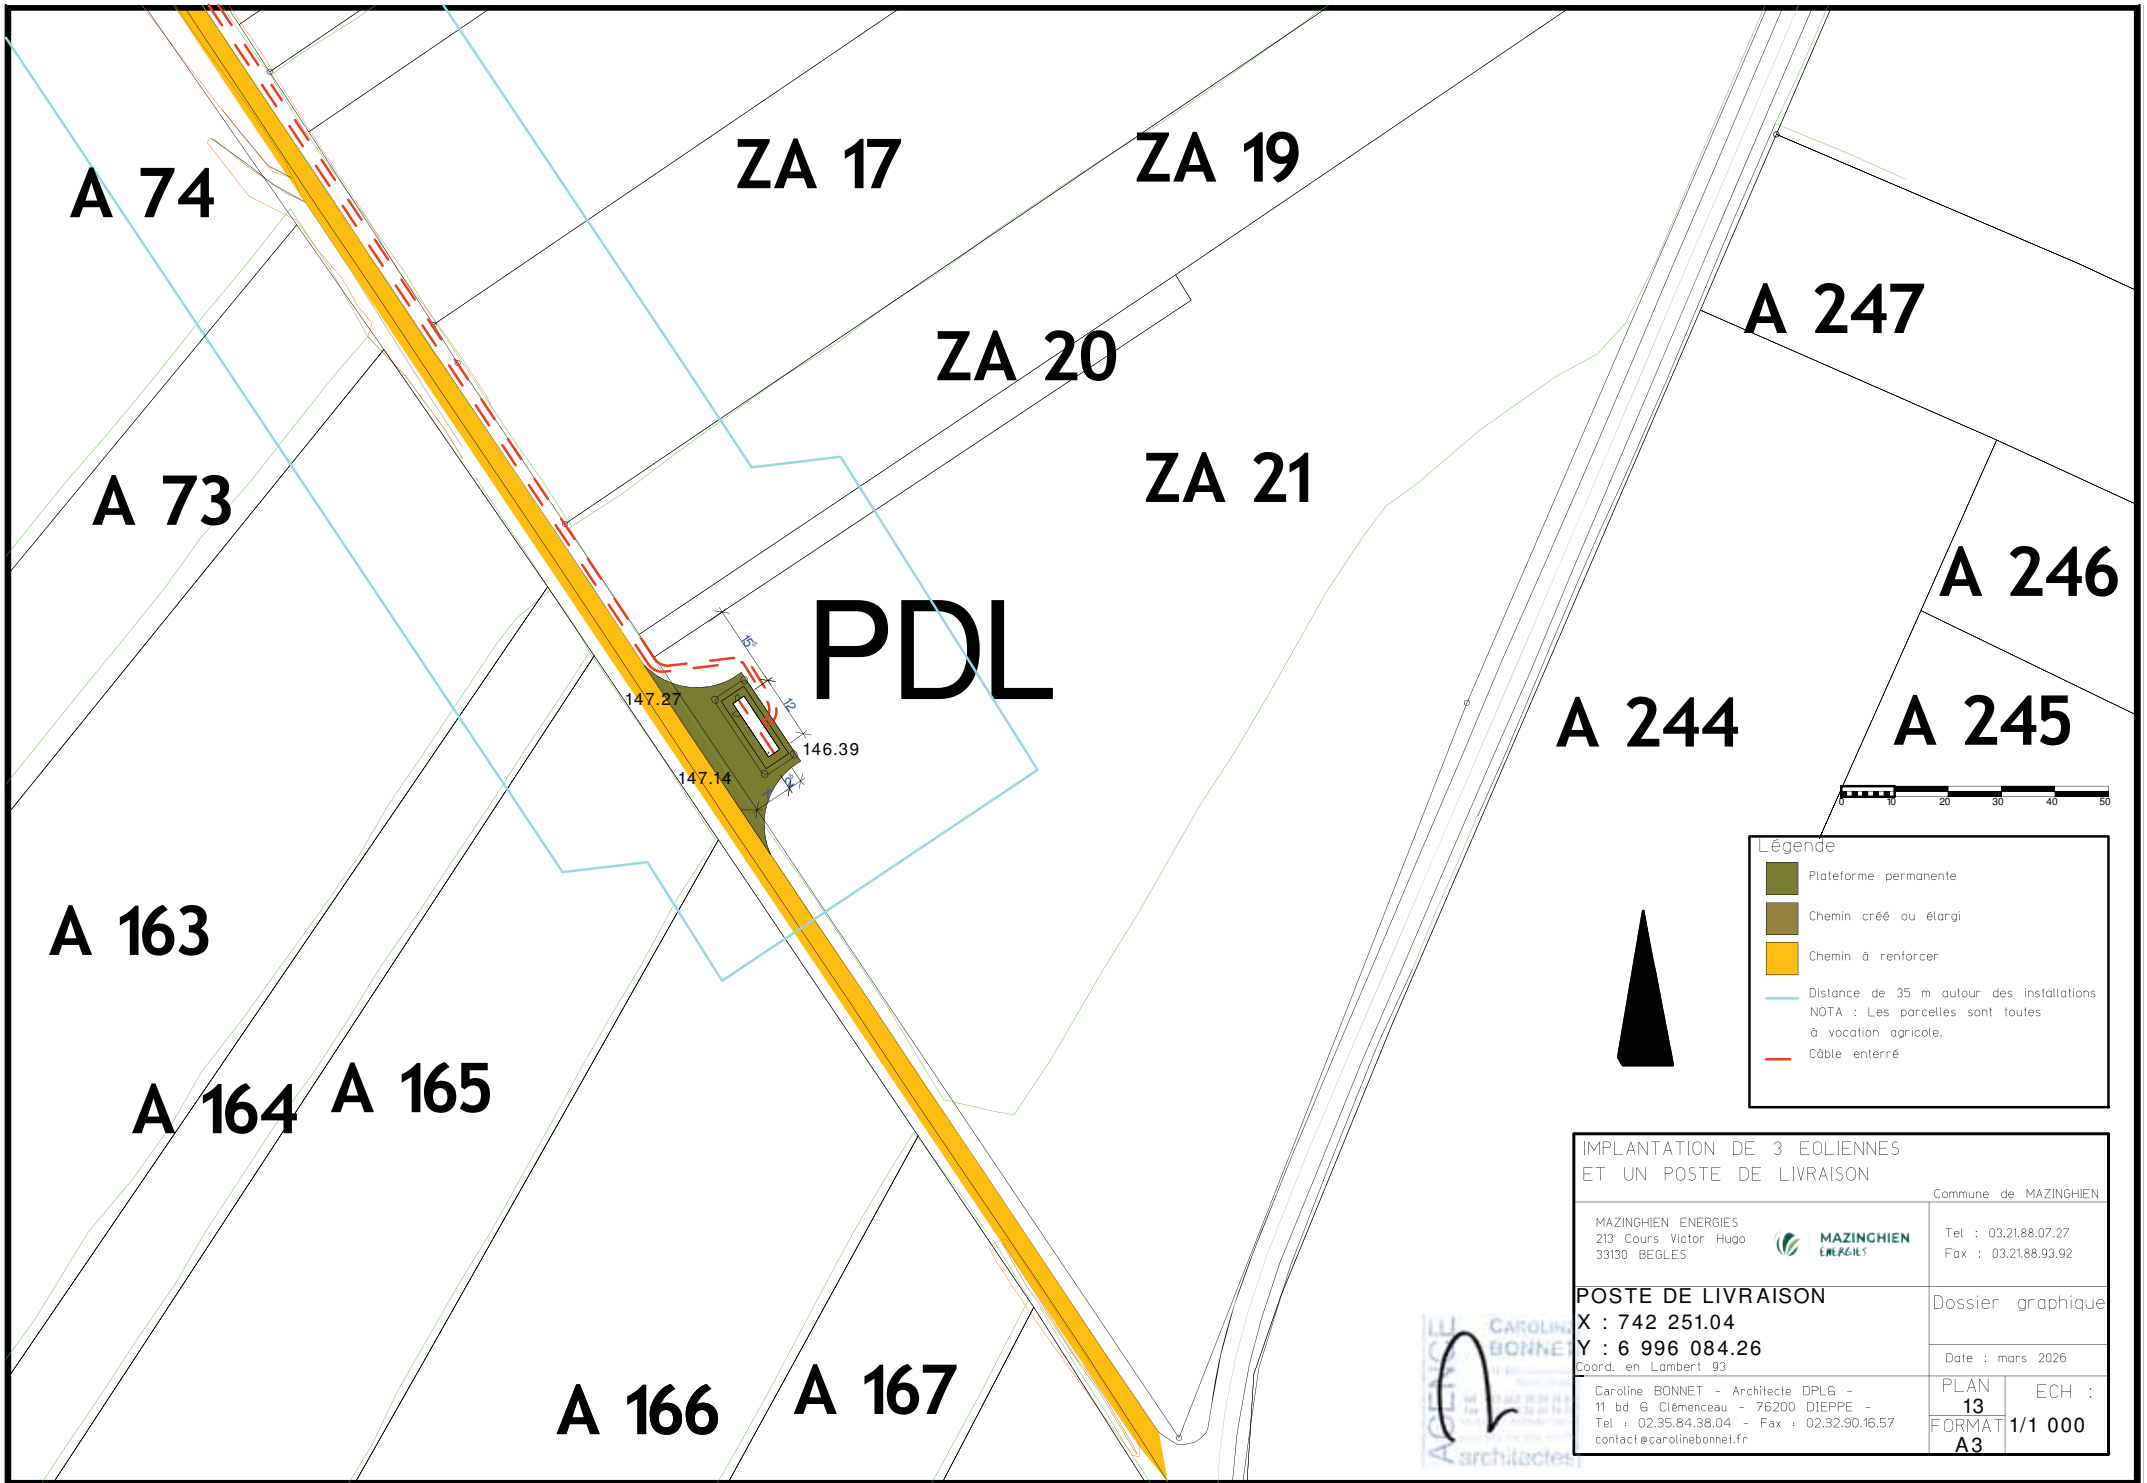 ZA 17
ZA 19
A 74
A 247
ZA 20
ZA 21
A 73
A 246
PDL
15⁵
12
147.27
146.39
147.14
A 244
A 245
0 10 20 30 40 50
Légende
Plateforme permanente
Chemin créé ou élargi
Chemin à renforcer
Distance de 35 m autour des installations
NOTA : Les parcelles sont toutes
à vocation agricole.
Câble enterré
A 163
A 164
A 165
A 166
A 167
IMPLANTATION DE 3 EOLIENNES
ET UN POSTE DE LIVRAISON
Commune de MAZINGHIEN
MAZINGHIEN ENERGIES
213 Cours Victor Hugo
33130 BEGLES
MAZINGHIEN
ÉNERGIES
Tel : 03.21.88.07.27
Fax : 03.21.88.93.92
POSTE DE LIVRAISON
X : 742 251.04
Y : 6 996 084.26
Coord. en Lambert 93
Dossier graphique
Date : mars 2026
Caroline BONNET - Architecte DPLG -
11 bd G Clémenceau - 76200 DIEPPE -
Tel : 02.35.84.38.04 - Fax : 02.32.90.16.57
contact@carolinebonnet.fr
PLAN
13
FORMAT
A3
ECH :
1/1 000
AGENCE
CAROLINE
BONNET
architectes